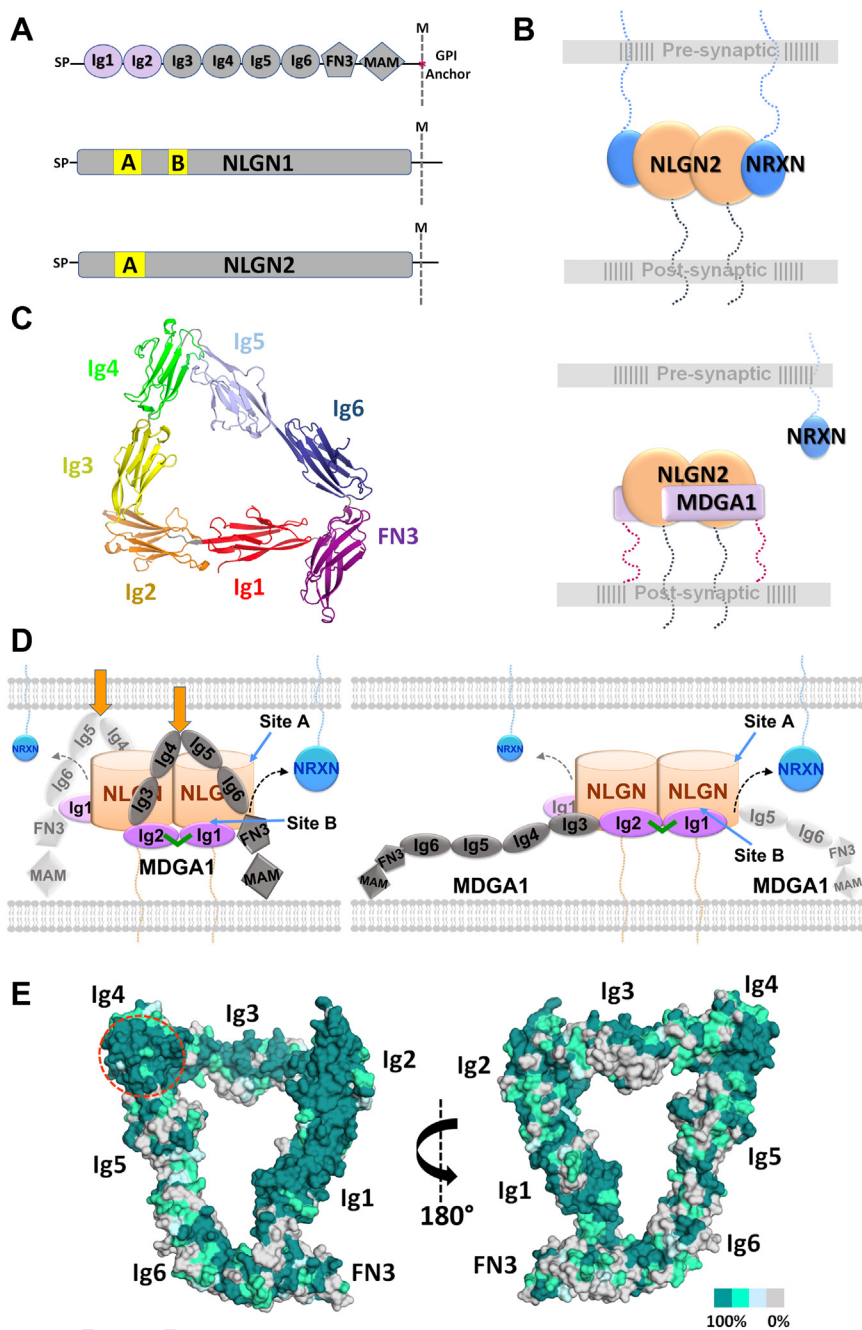 A
SP
Ig1
Ig2
Ig3
Ig4
Ig5
Ig6
FN3
MAM
M
GPI
Anchor
SP
A
B
NLGN1
M
SP
A
NLGN2
M
B
Pre-synaptic
NLGN2
NRXN
Post-synaptic
Pre-synaptic
NRXN
NLGN2
MDGA1
Post-synaptic
C
Ig4
Ig5
Ig6
Ig3
FN3
Ig2
Ig1
D
NRXN
Ig5
Ig4
Ig6
Ig1
FN3
MAM
NLGN
NLG
Ig4
Ig5
Ig3
Ig6
Ig2
Ig1
FN3
MAM
MDGA1
Site A
Site B
NRXN
NRXN
Ig1
NLGN
NLGN
Site A
NRXN
Ig2
Ig1
Ig3
Ig4
Ig5
Ig6
FN3
MAM
MDGA1
Site B
Ig5
Ig6
FN3
MAM
MDGA1
E
Ig4
Ig3
Ig2
Ig5
Ig1
Ig6
FN3
180°
Ig3
Ig4
Ig2
Ig5
Ig1
Ig6
FN3
100% 0%